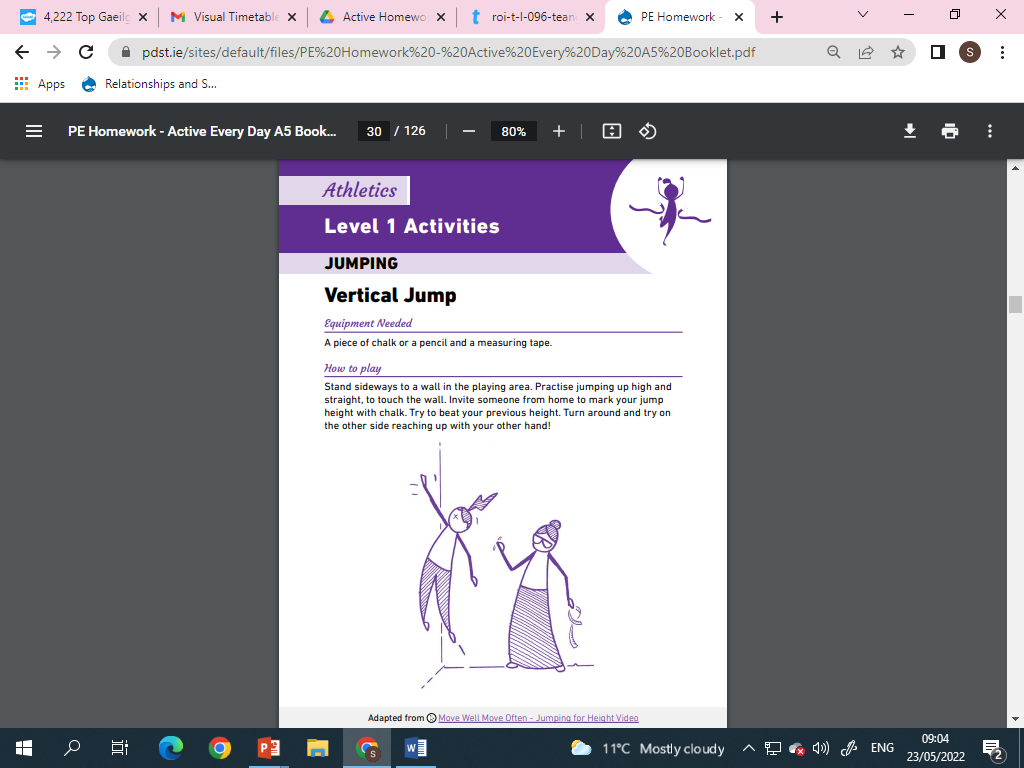 4,222 Top Gaeilg
Visual Timetable
Active Homewo
roi-t-l-096-tean
PE Homework -
pdst.ie/sites/default/files/PE%20Homework%20-%20Active%20Every%20Day%20A5%20Booklet.pdf
S
Apps
Relationships and S...
PE Homework - Active Every Day A5 Book...
30 / 126
80%
Athletics
Level 1 Activities
JUMPING
Vertical Jump
Equipment Needed
A piece of chalk or a pencil and a measuring tape.
How to play
Stand sideways to a wall in the playing area. Practise jumping up high and
straight, to touch the wall. Invite someone from home to mark your jump
height with chalk. Try to beat your previous height. Turn around and try on
the other side reaching up with your other hand!
Adapted from Move Well Move Often - Jumping for Height Video
11°C Mostly cloudy
ENG
09:04
23/05/2022
2